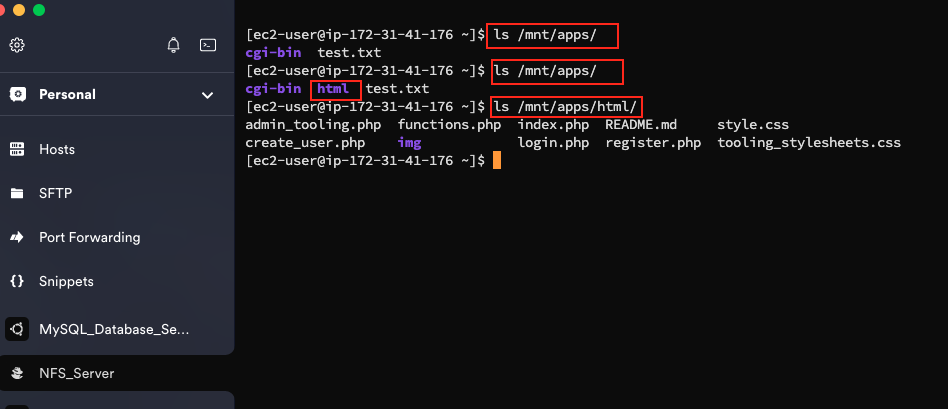 Personal
Hosts
SFTP
Port Forwarding
Snippets
MySQL_Database_Se...
NFS_Server
[ec2-user@ip-172-31-41-176 ~]$ ls /mnt/apps/
cgi-bin  test.txt
[ec2-user@ip-172-31-41-176 ~]$ ls /mnt/apps/
cgi-bin  html  test.txt
[ec2-user@ip-172-31-41-176 ~]$ ls /mnt/apps/html/
admin_tooling.php  functions.php  index.php  README.md     style.css
create_user.php    img            login.php  register.php  tooling_stylesheets.css
[ec2-user@ip-172-31-41-176 ~]$